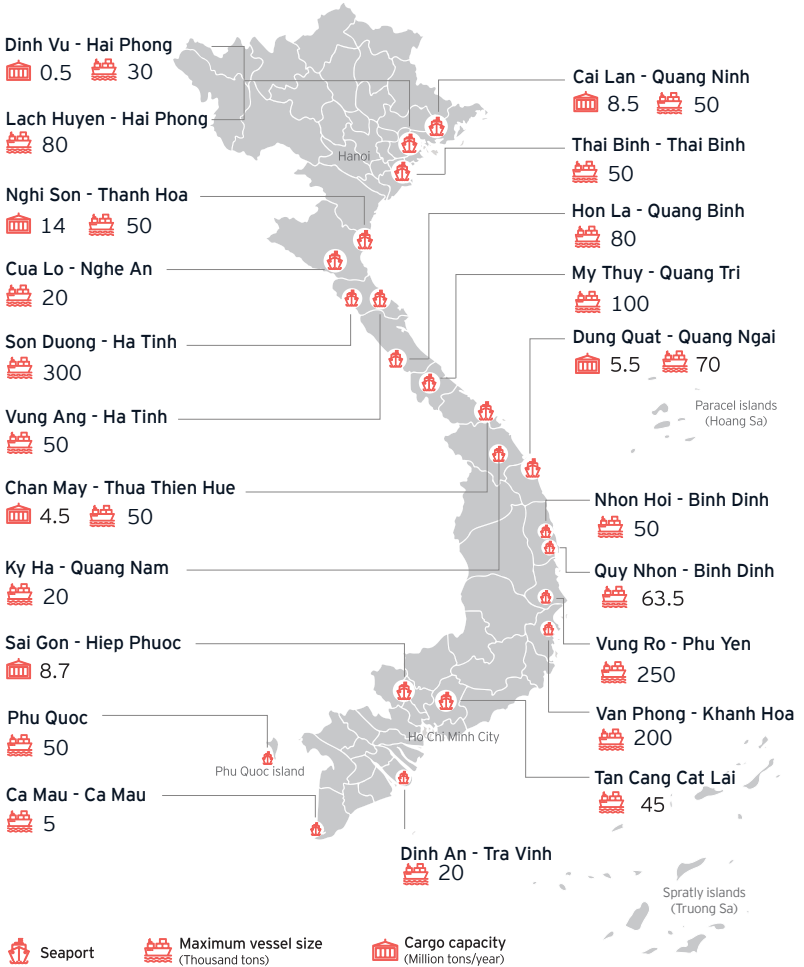 Dinh Vu - Hai Phong
0.5 30
Lach Huyen - Hai Phong
80
Nghi Son - Thanh Hoa
14 50
Cua Lo - Nghe An
20
Son Duong - Ha Tinh
300
Vung Ang - Ha Tinh
50
Chan May - Thua Thien Hue
4.5 50
Ky Ha - Quang Nam
20
Sai Gon - Hiep Phuoc
8.7
Phu Quoc
50
Ca Mau - Ca Mau
5
Hanoi
Phu Quoc island
Ho Chi Minh City
Cai Lan - Quang Ninh
8.5 50
Thai Binh - Thai Binh
50
Hon La - Quang Binh
80
My Thuy - Quang Tri
100
Dung Quat - Quang Ngai
5.5 70
Paracel islands
(Hoang Sa)
Nhon Hoi - Binh Dinh
50
Quy Nhon - Binh Dinh
63.5
Vung Ro - Phu Yen
250
Van Phong - Khanh Hoa
200
Tan Cang Cat Lai
45
Dinh An - Tra Vinh
20
Spratly islands
(Truong Sa)
Seaport
Maximum vessel size
(Thousand tons)
Cargo capacity
(Million tons/year)